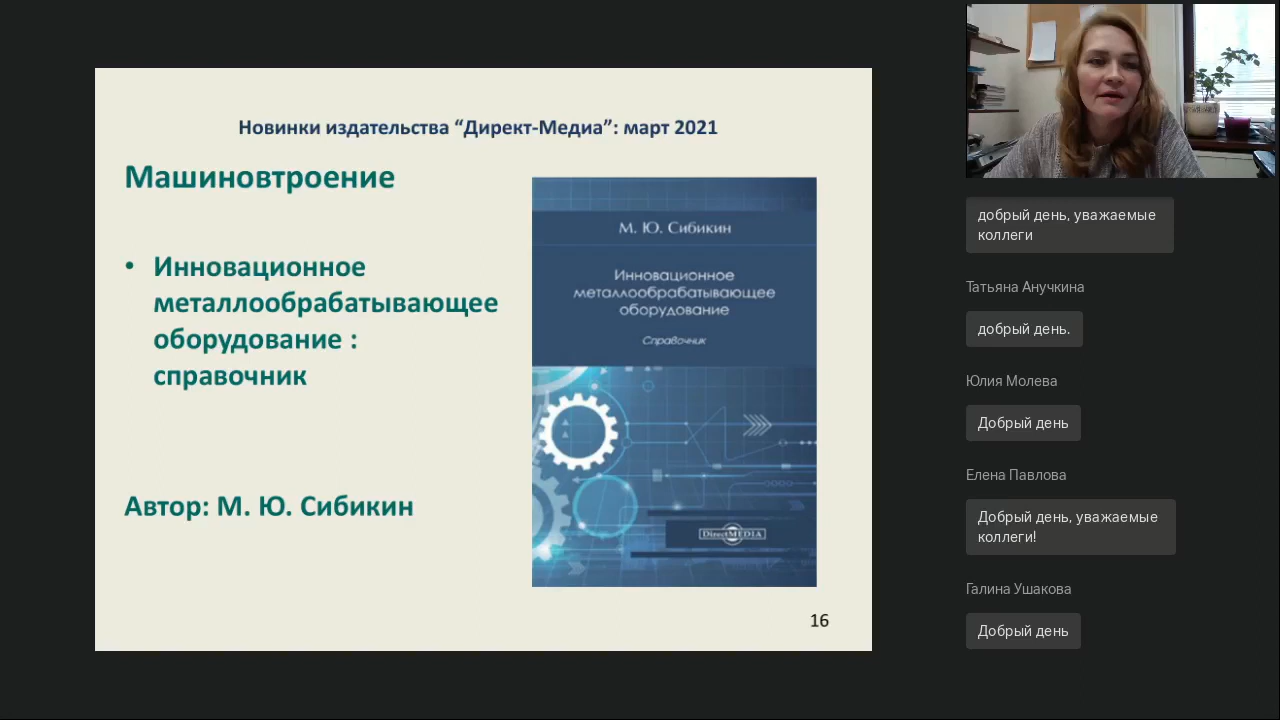 Новинки издательства “Директ-Медиа”: март 2021
Машиновтроение
• Инновационное
металлообрабатывающее
оборудование :
справочник
Автор: М. Ю. Сибикин
М. Ю. Сибикин
Инновационное
металлообрабатывающее
оборудование
Справочник
DirectMEDIA
16
добрый день, уважаемые
коллеги
Татьяна Анучкина
добрый день.
Юлия Молева
Добрый день
Елена Павлова
Добрый день, уважаемые
коллеги!
Галина Ушакова
Добрый день